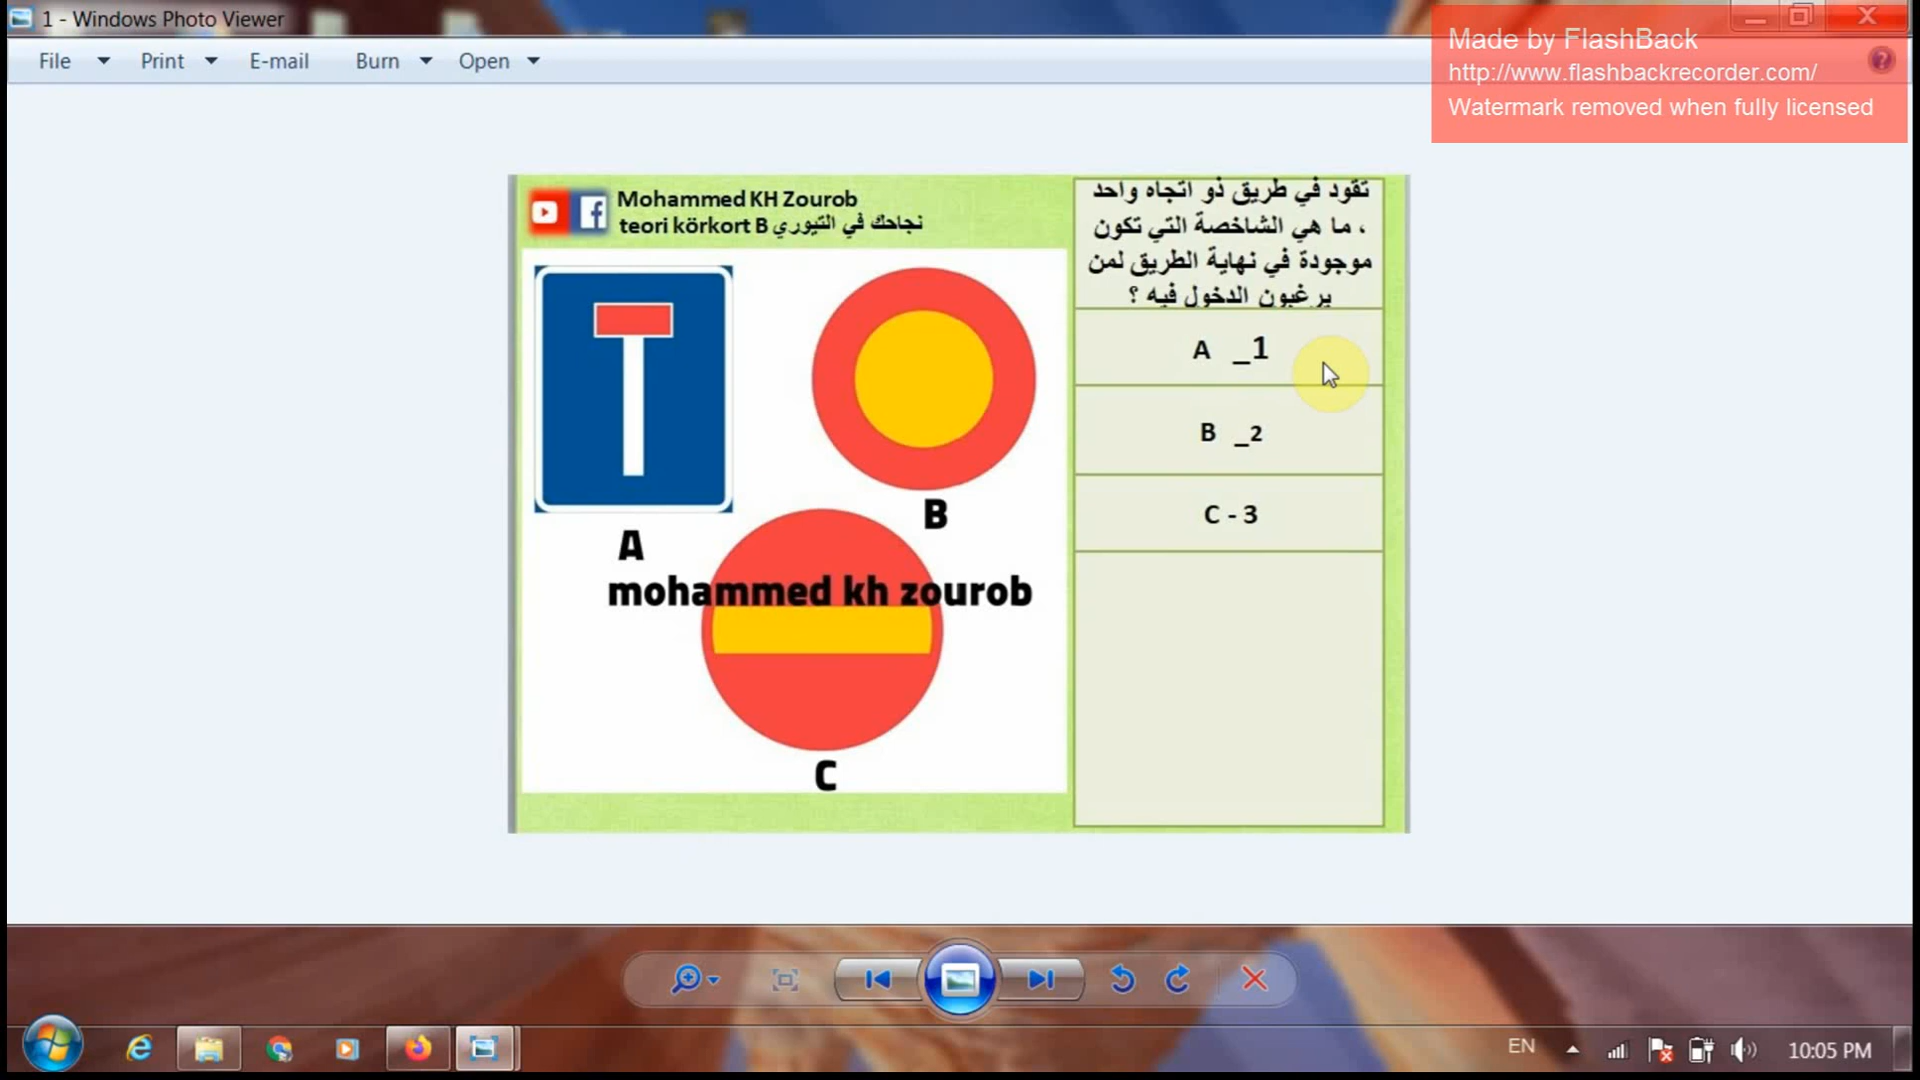 1 - Windows Photo Viewer
File Print E-mail Burn Open
Made by FlashBack
http://www.flashbackrecorder.com/
Watermark removed when fully licensed
Mohammed KH Zourob
teori körkort B نجاحك في التيوري
تقود في طريق ذو اتجاه واحد
، ما هي الشاخصة التي تكون
موجودة في نهاية الطريق لمن
يرغبون الدخول فيه ؟
A _1
B _2
C - 3
A
B
mohammed kh zourob
C
EN
10:05 PM